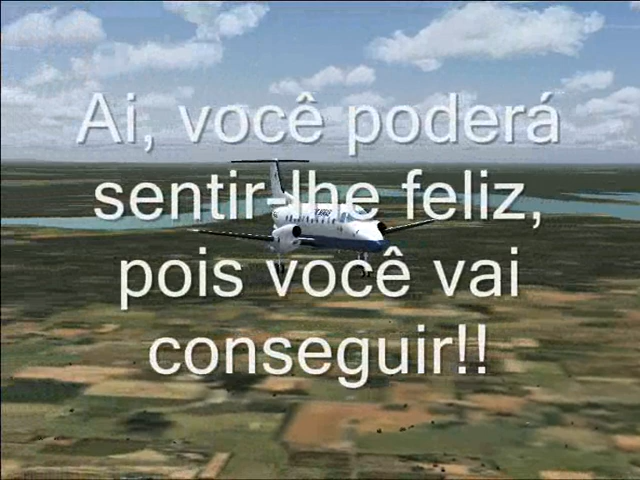 Ai, você poderá
sentir-lhe feliz,
pois você vai
conseguir!!